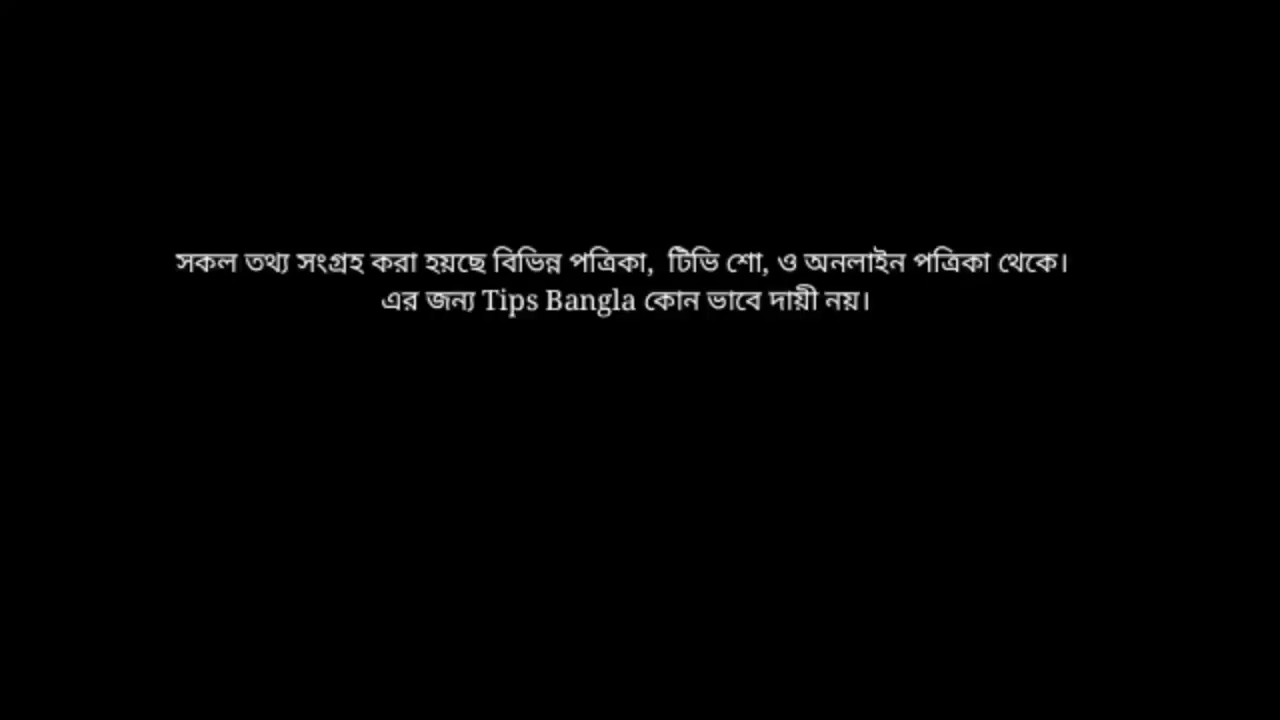 সকল তথ্য সংগ্রহ করা হয়ছে বিভিন্ন পত্রিকা, টিভি শো, ও অনলাইন পত্রিকা থেকে।
এর জন্য Tips Bangla কোন ভাবে দায়ী নয়।